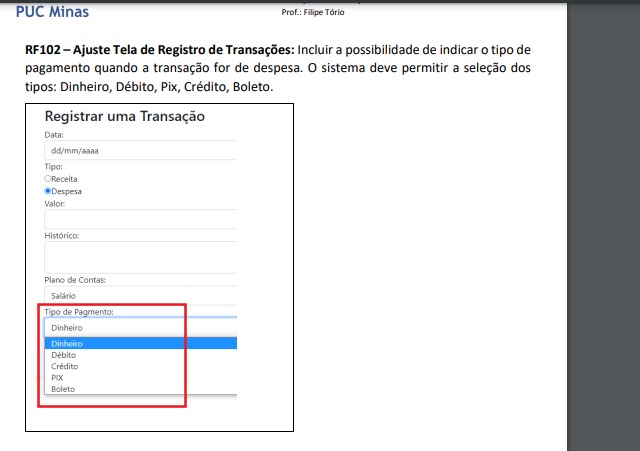 PUC Minas
Prof.: Filipe Tório
RF102 – Ajuste Tela de Registro de Transações: Incluir a possibilidade de indicar o tipo de
pagamento quando a transação for de despesa. O sistema deve permitir a seleção dos
tipos: Dinheiro, Débito, Pix, Crédito, Boleto.
Registrar uma Transação
Data:
dd/mm/aaaa
Tipo:
Receita
Despesa
Valor:
Histórico:
Plano de Contas:
Salário
Tipo de Pagmento:
Dinheiro
Dinheiro
Débito
Crédito
PIX
Boleto